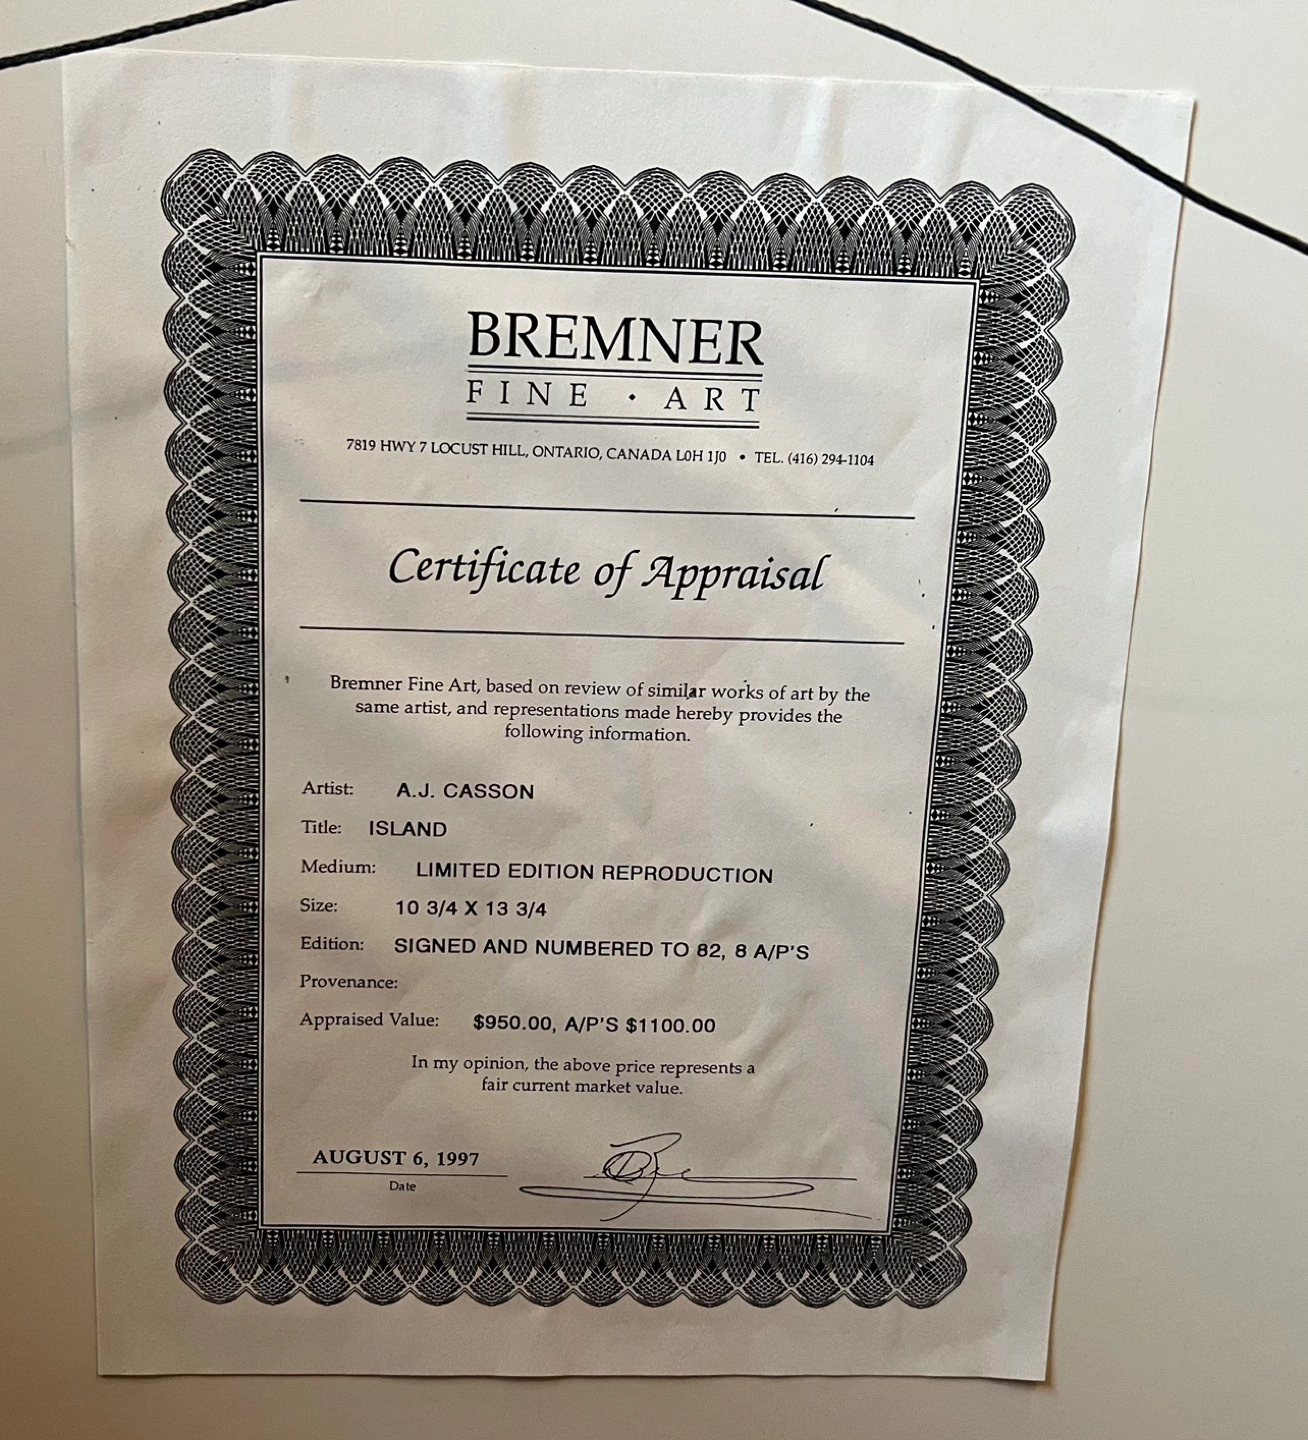 BREMNER
FINE · ART
7819 HWY 7 LOCUST HILL, ONTARIO, CANADA L0H 1J0 • TEL. (416) 294-1104
Certificate of Appraisal
Bremner Fine Art, based on review of similar works of art by the
same artist, and representations made hereby provides the
following information.
Artist: A.J. CASSON
Title: ISLAND
Medium: LIMITED EDITION REPRODUCTION
Size: 10 3/4 X 13 3/4
Edition: SIGNED AND NUMBERED TO 82, 8 A/P'S
Provenance:
Appraised Value: $950.00, A/P'S $1100.00
In my opinion, the above price represents a
fair current market value.
AUGUST 6, 1997
Date